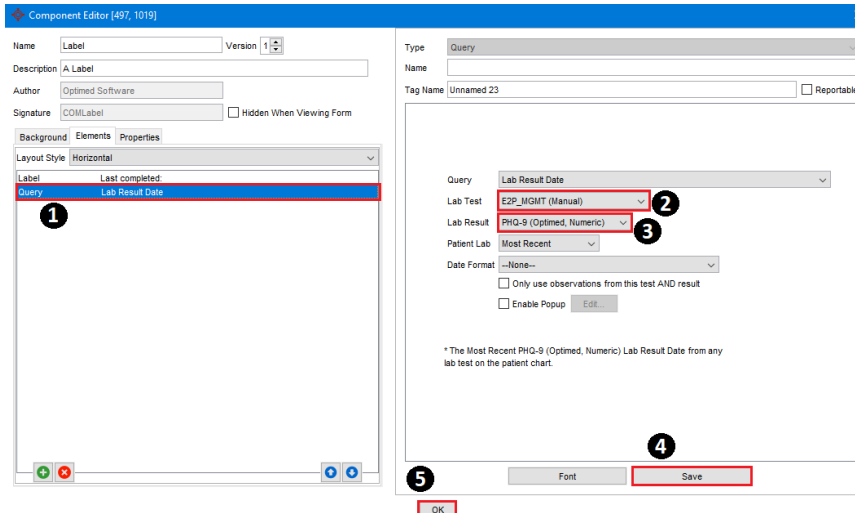 Component Editor [497, 1019]
Name Label Version 1
Description A Label
Author Optimed Software
Signature COMLabel Hidden When Viewing Form
Background Elements Properties
Layout Style Horizontal
Label Last completed:
Query Lab Result Date
1
Type Query
Name
Tag Name Unnamed 23 Reportable
Query Lab Result Date
Lab Test E2P_MGMT (Manual) 2
Lab Result PHQ-9 (Optimed, Numeric) 3
Patient Lab Most Recent
Date Format --None--
Only use observations from this test AND result
Enable Popup Edit...
* The Most Recent PHQ-9 (Optimed, Numeric) Lab Result Date from any
lab test on the patient chart.
4
Font Save
5
OK